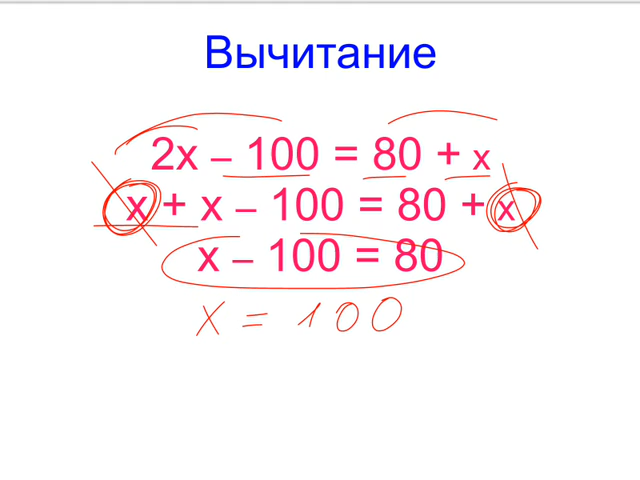 Вычитание
2x – 100 = 80 + x
x + x – 100 = 80 + x
x – 100 = 80
x = 100